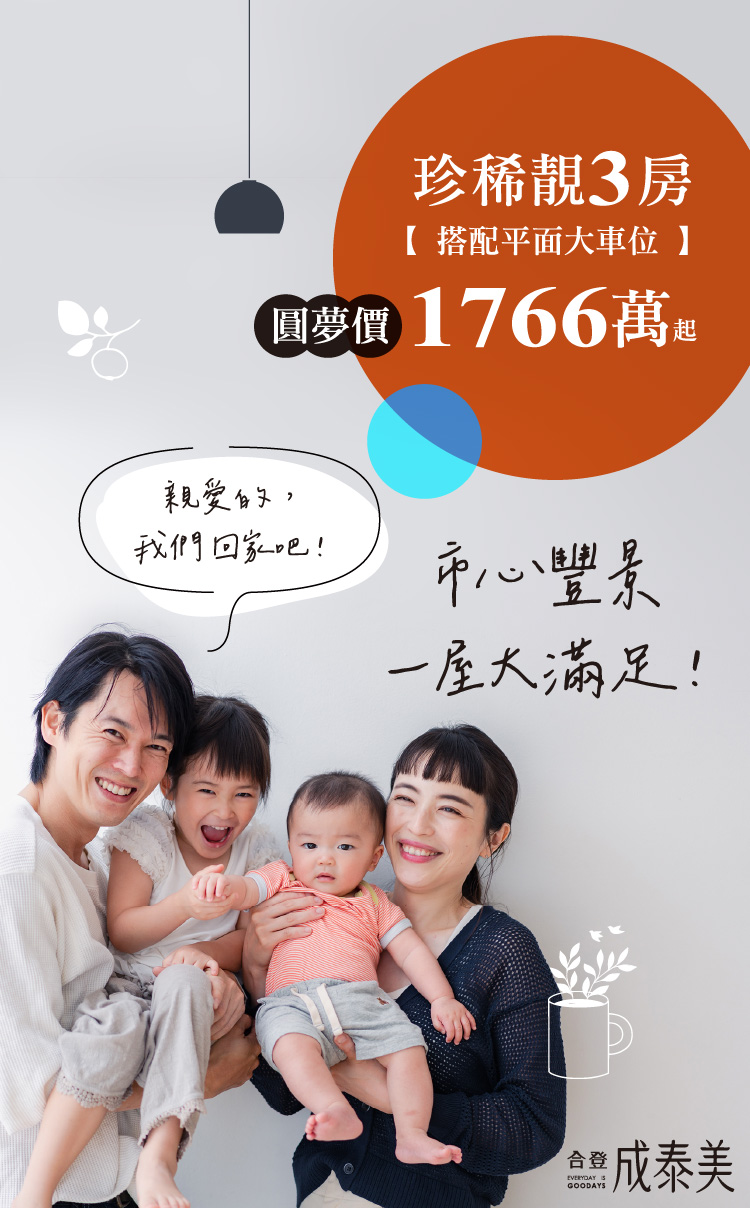 珍稀靚3房
【 搭配平面大車位 】
圓夢價 1766萬起
親愛的，
我們回家吧！
市心豐景
一屋大滿足！
合登 成泰美
EVERYDAY IS
GOODAYS